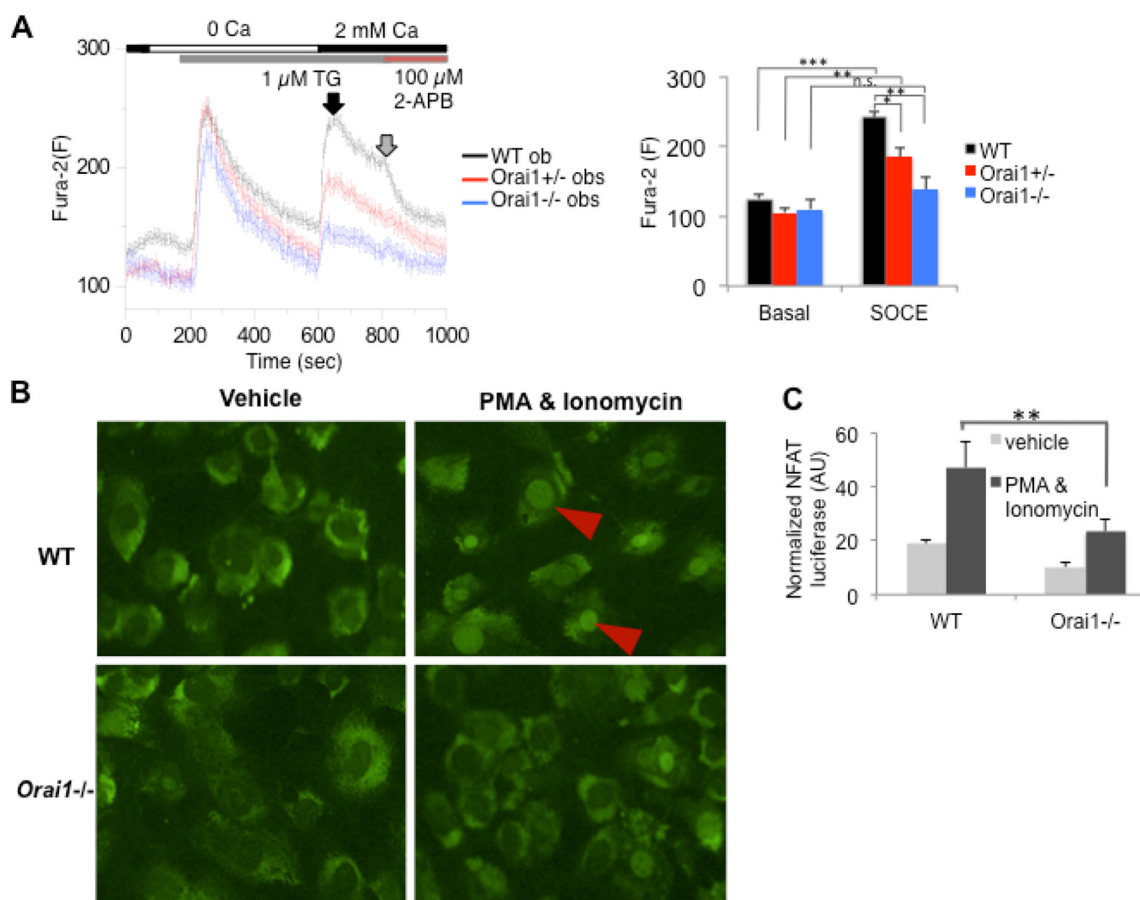 A
0 Ca
2 mM Ca
300
200
100
Fura-2(F)
1 µM TG
100 µM
2-APB
WT ob
Orai1+/- obs
Orai1-/- obs
0
200
400
600
800
1000
Time (sec)
***
**
n.s.
**
*
300
200
100
0
Fura-2 (F)
WT
Orai1+/-
Orai1-/-
Basal
SOCE
B
Vehicle
PMA & Ionomycin
WT
Orai1-/-
C
**
60
40
20
0
Normalized NFAT
luciferase (AU)
vehicle
PMA &
Ionomycin
WT
Orai1-/-